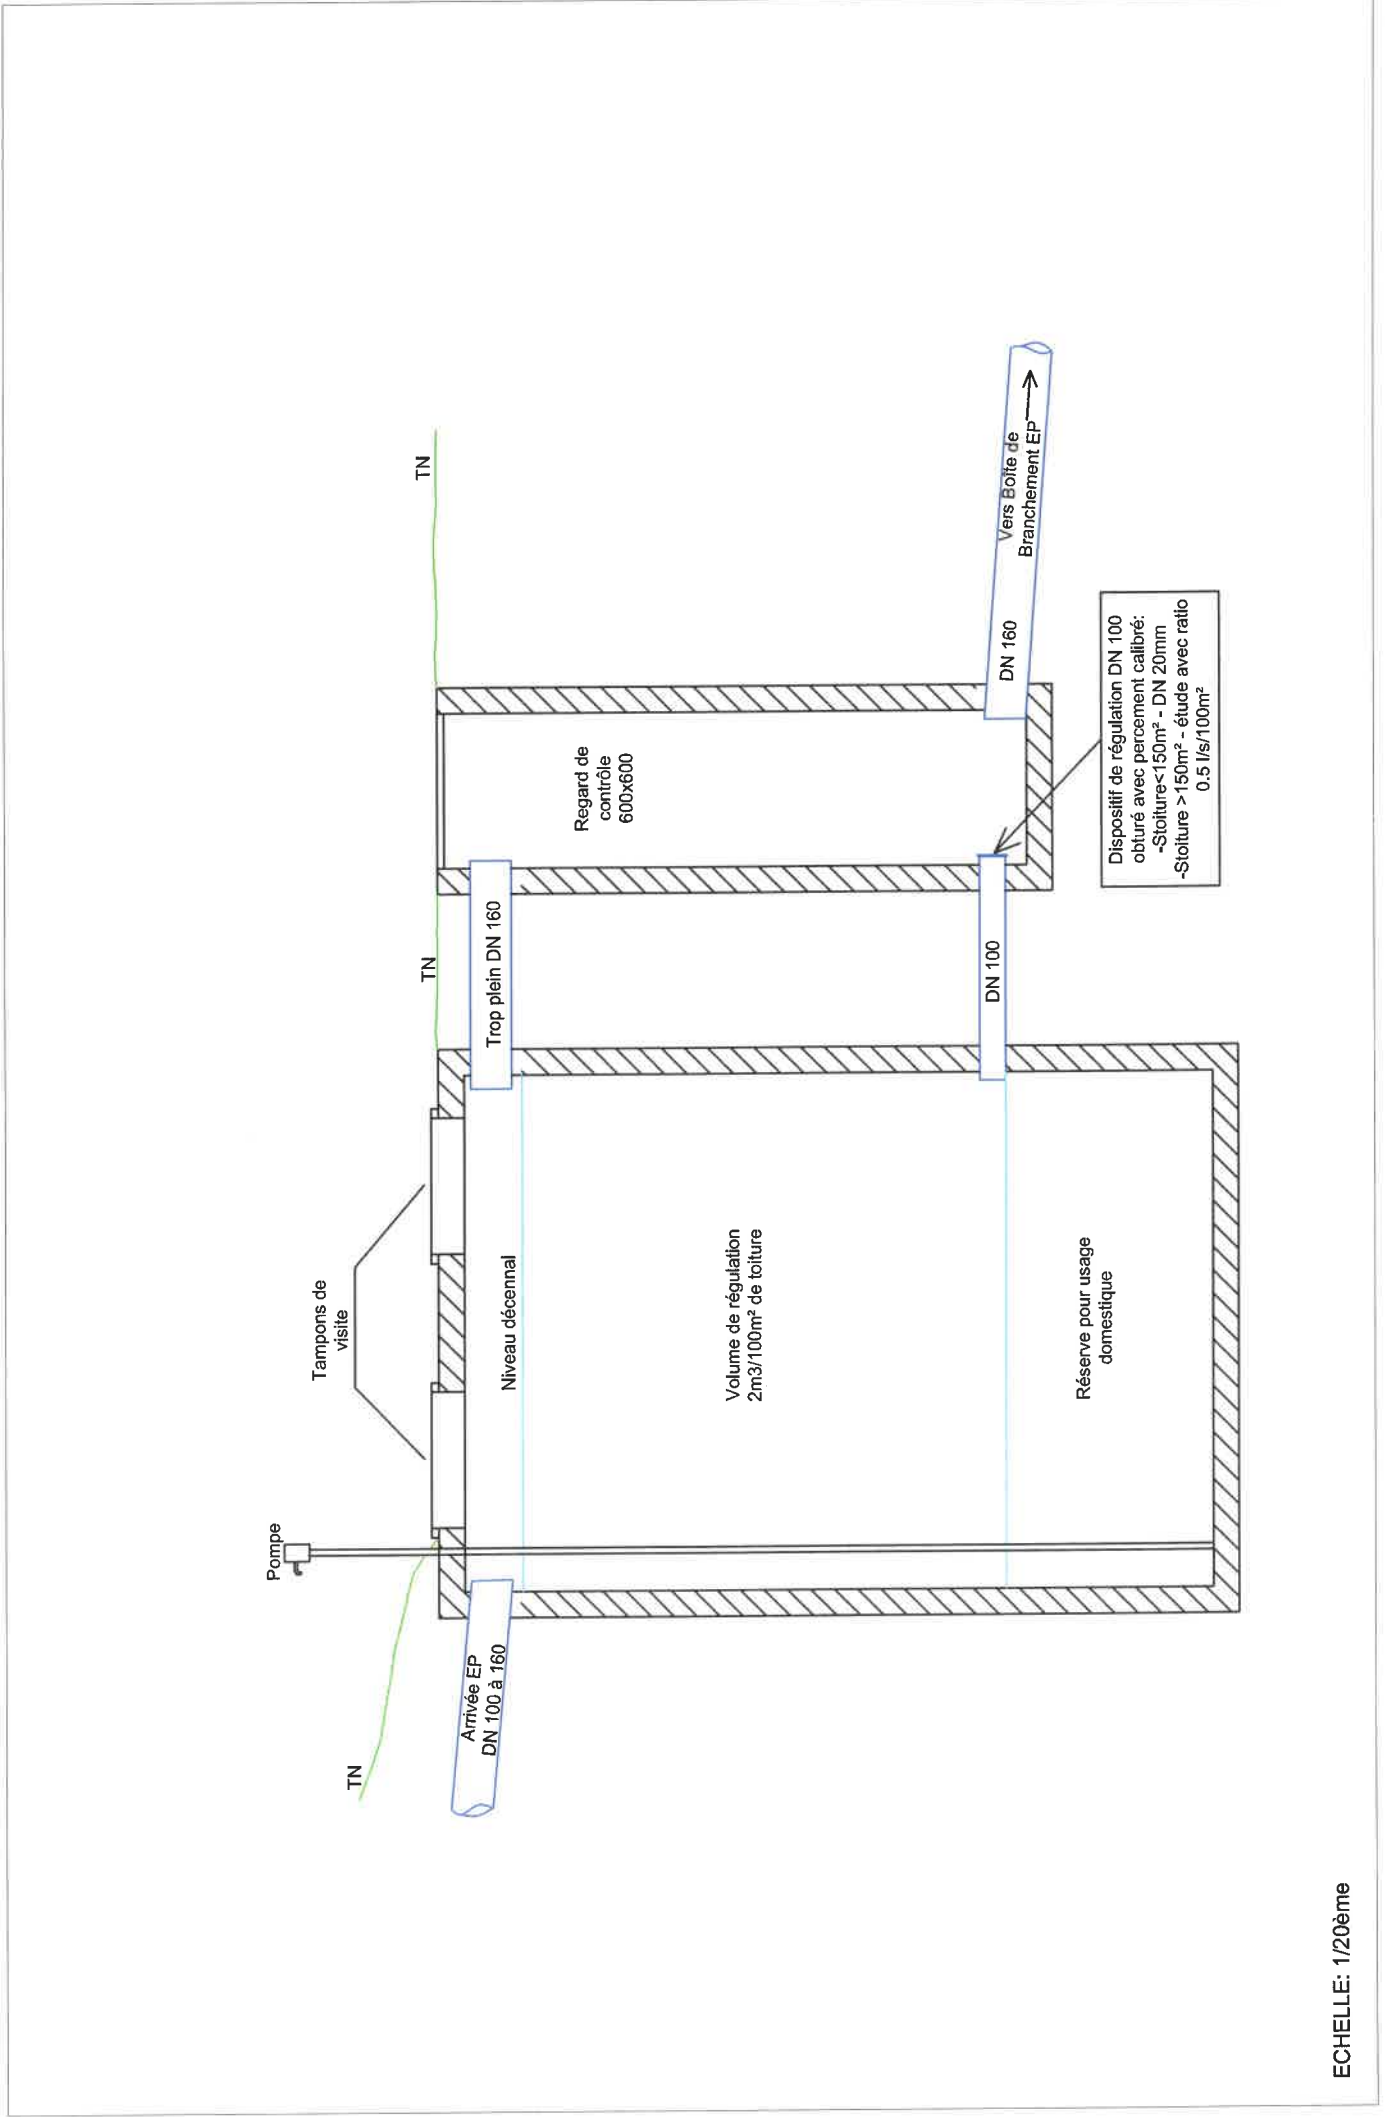 Pompe
Tampons de
visite
TN
TN
TN
Arrivée EP
DN 100 à 160
Niveau décennal
Trop plein DN 160
Regard de
contrôle
600x600
Volume de régulation
2m3/100m² de toiture
DN 100
DN 160
Vers Boîte de
Branchement EP
Réserve pour usage
domestique
Dispositif de régulation DN 100
obturé avec percement calibré:
-Stoiture<150m² - DN 20mm
-Stoiture >150m² - étude avec ratio
0.5 l/s/100m²
ECHELLE: 1/20ème